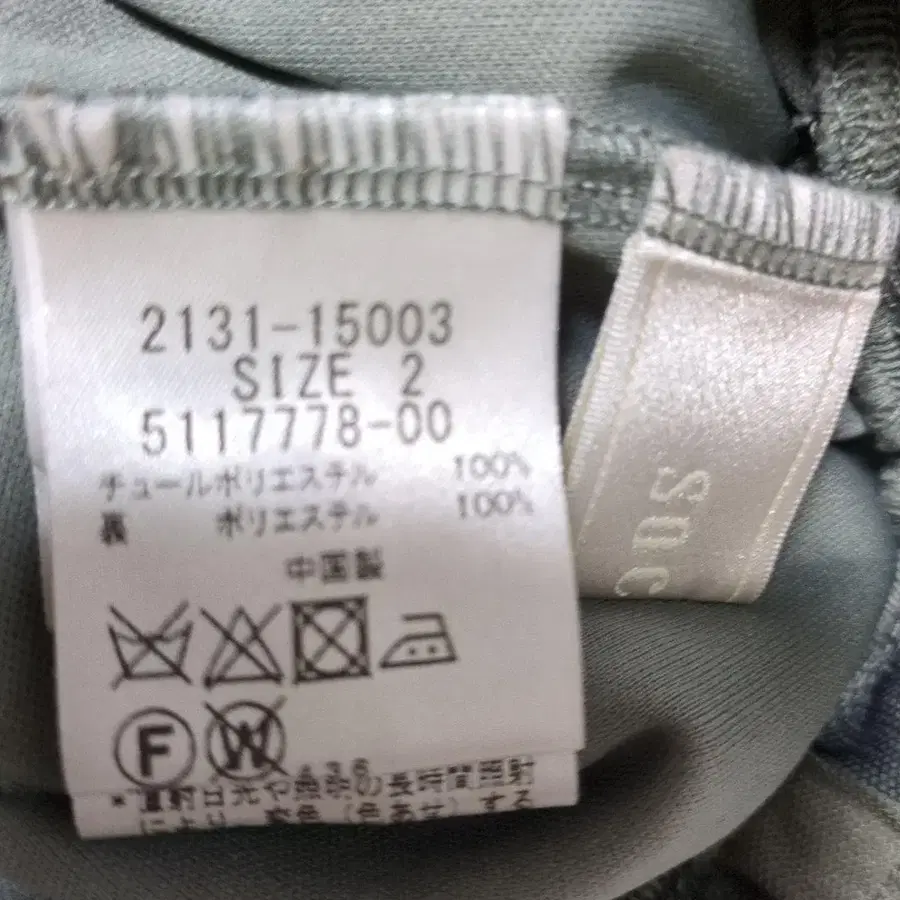 2131-15003
SIZE 2
5117778-00
チュールポリエステル 100%
裏 ポリエステル 100%
中国製
F W
suc